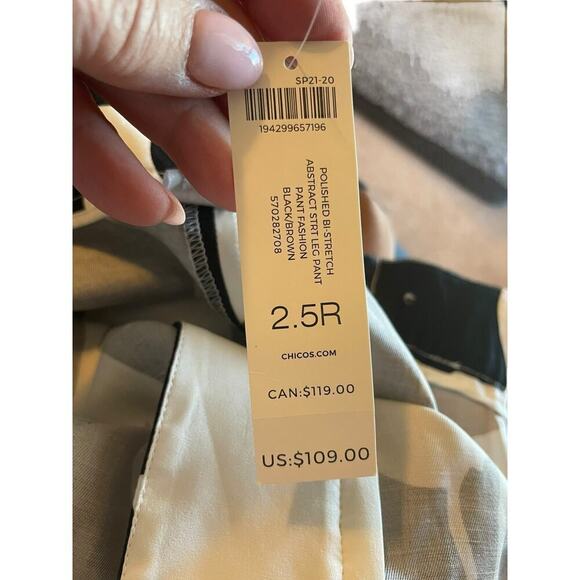 SP21-20
194299657196
POLISHED BI-STRETCH
ABSTRACT STRT LEG PANT
PANT FASHION
BLACK/BROWN
570282708
2.5R
CHICOS.COM
CAN:$119.00
US:$109.00